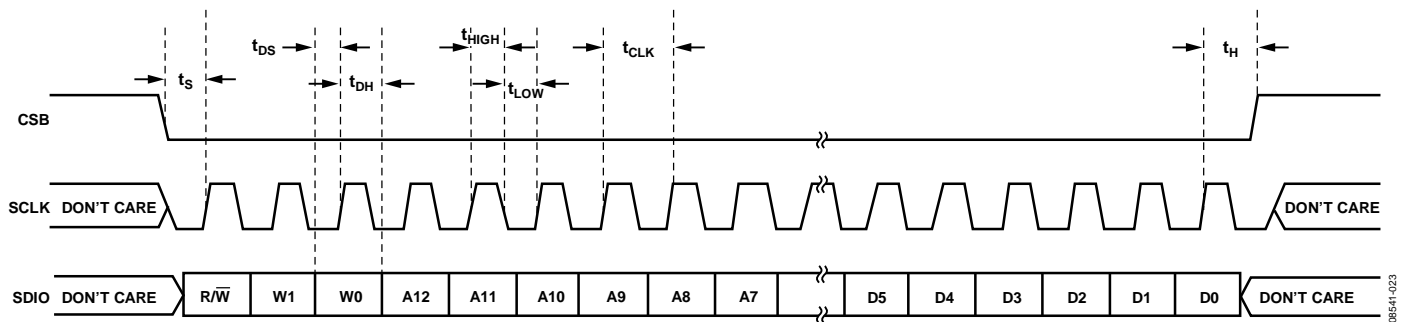 tDS
tHIGH
tCLK
tH
tS
tDH
tLOW
CSB
SCLK DON'T CARE
DON'T CARE
SDIO DON'T CARE
R/W̅
W1
W0
A12
A11
A10
A9
A8
A7
D5
D4
D3
D2
D1
D0
DON'T CARE
08541-023